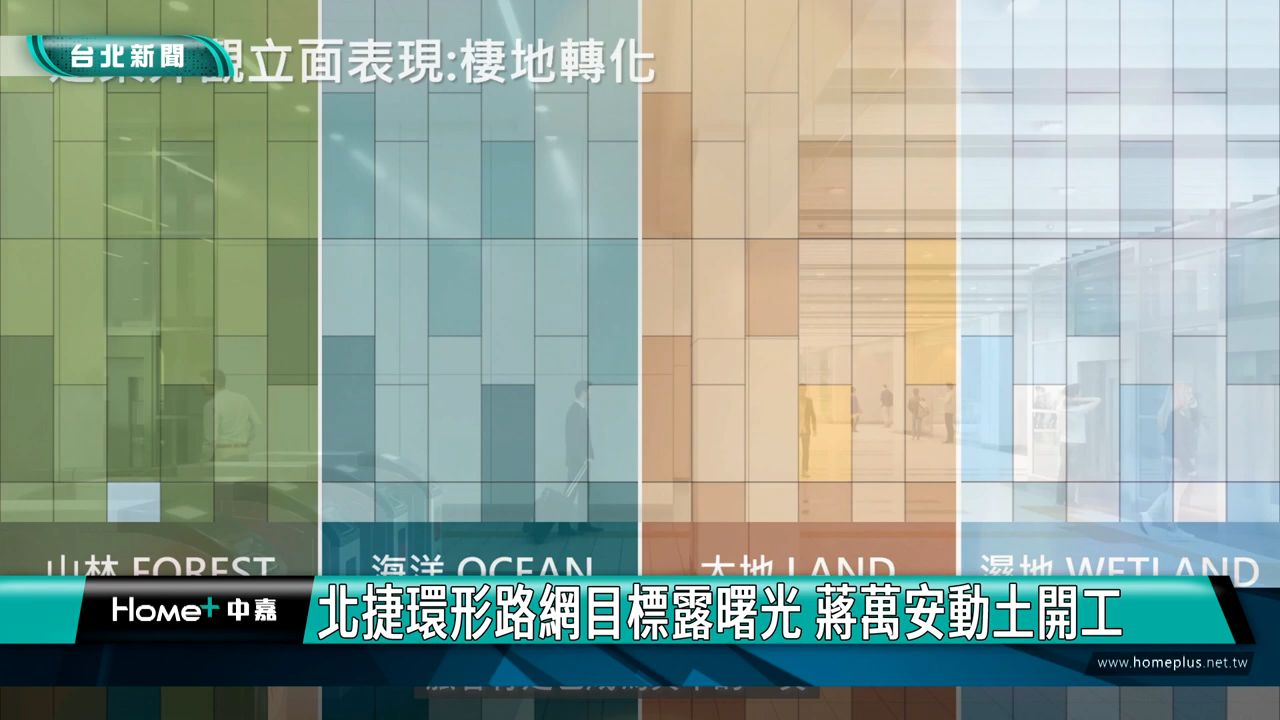 台北新聞
觀立面表現:棲地轉化
山林 FOREST
海洋 OCEAN
大地 LAND
濕地 WETLAND
Home+ 中嘉
北捷環形路網目標露曙光 蔣萬安動土開工
www.homeplus.net.tw